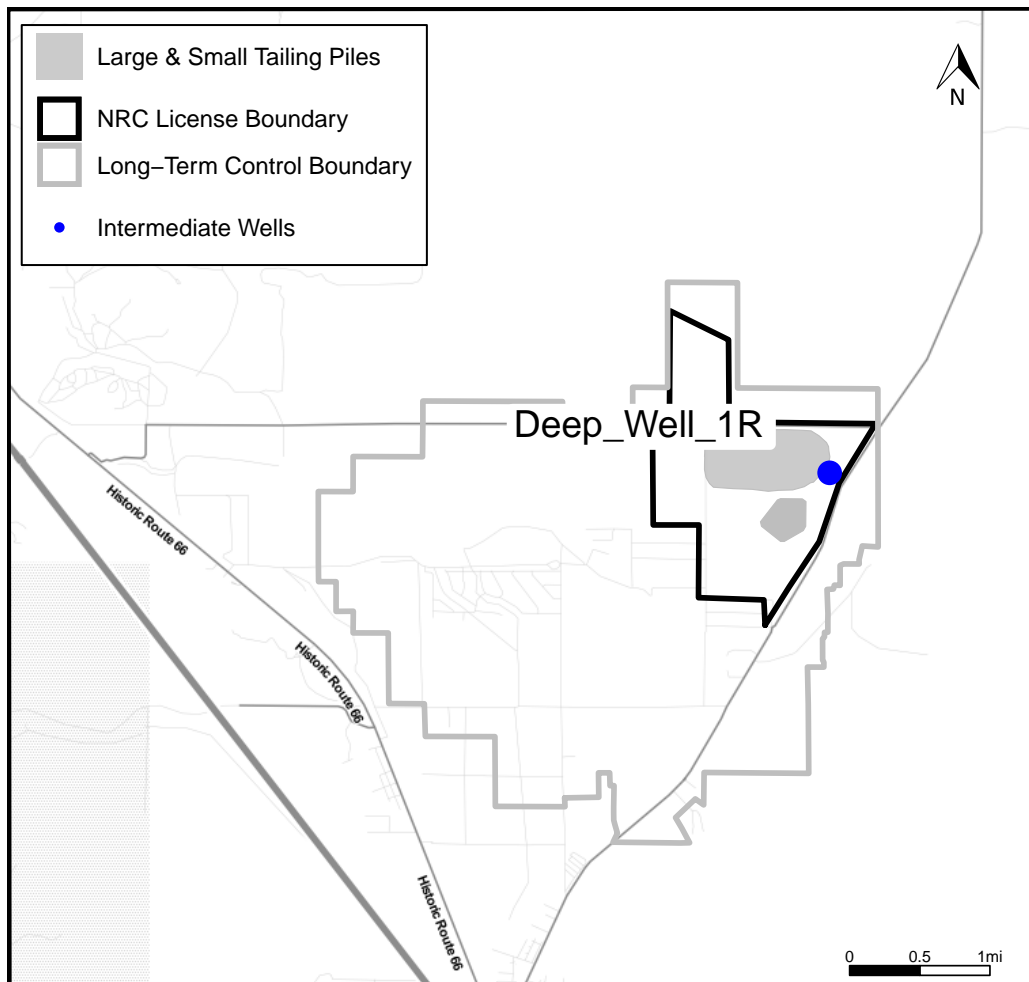 Large & Small Tailing Piles
NRC License Boundary
Long−Term Control Boundary
Intermediate Wells
N
Deep_Well_1R
Historic Route 66
Historic Route 66
Historic Route 66
0 0.5 1mi